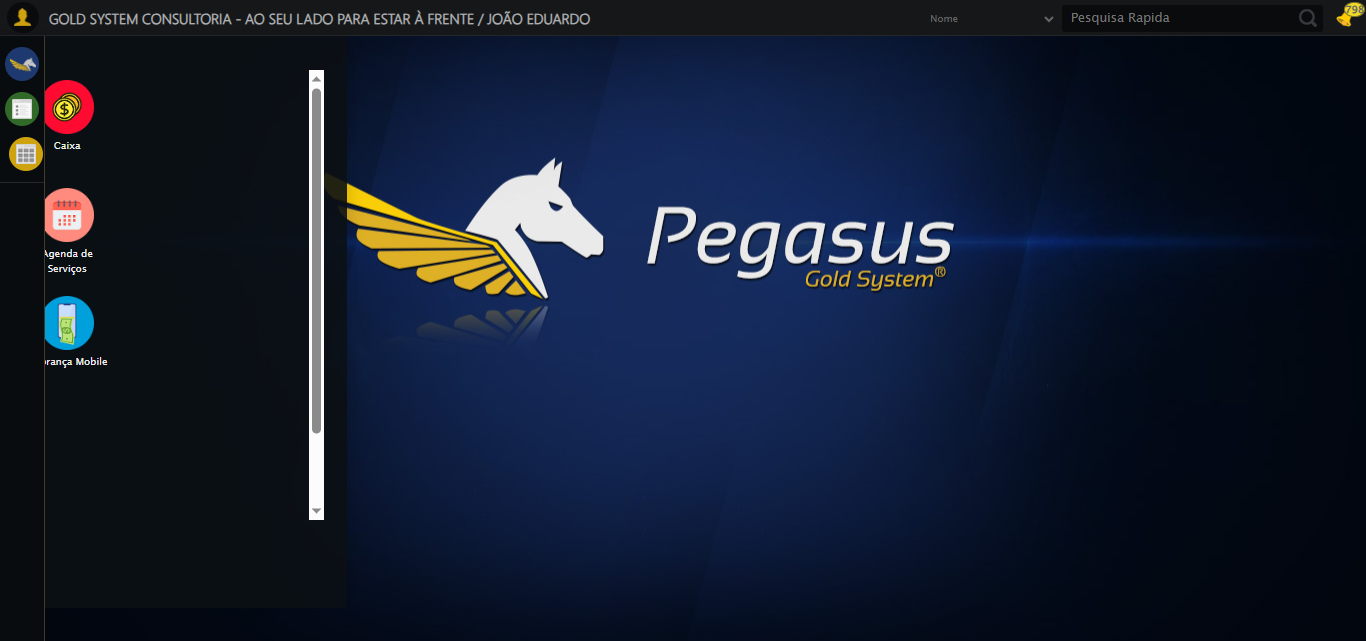 GOLD SYSTEM CONSULTORIA - AO SEU LADO PARA ESTAR À FRENTE / JOÃO EDUARDO
Nome
Pesquisa Rapida
798
Caixa
Agenda de
Serviços
brança Mobile
Pegasus
Gold System®